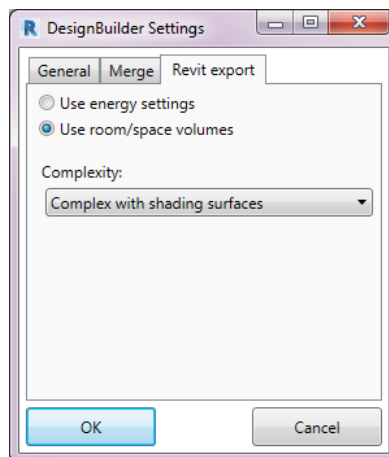 R DesignBuilder Settings
General Merge Revit export
Use energy settings
Use room/space volumes
Complexity:
Complex with shading surfaces
OK Cancel